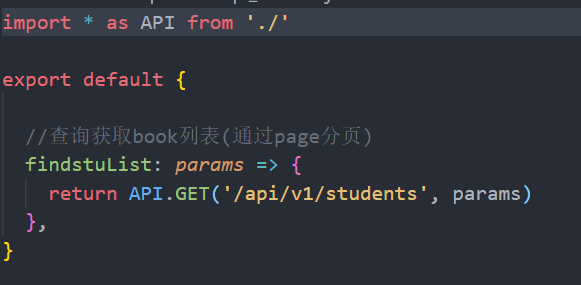 import * as API from './'
export default {
//查询获取book列表(通过page分页)
findstuList: params => {
return API.GET('/api/v1/students', params)
},
}